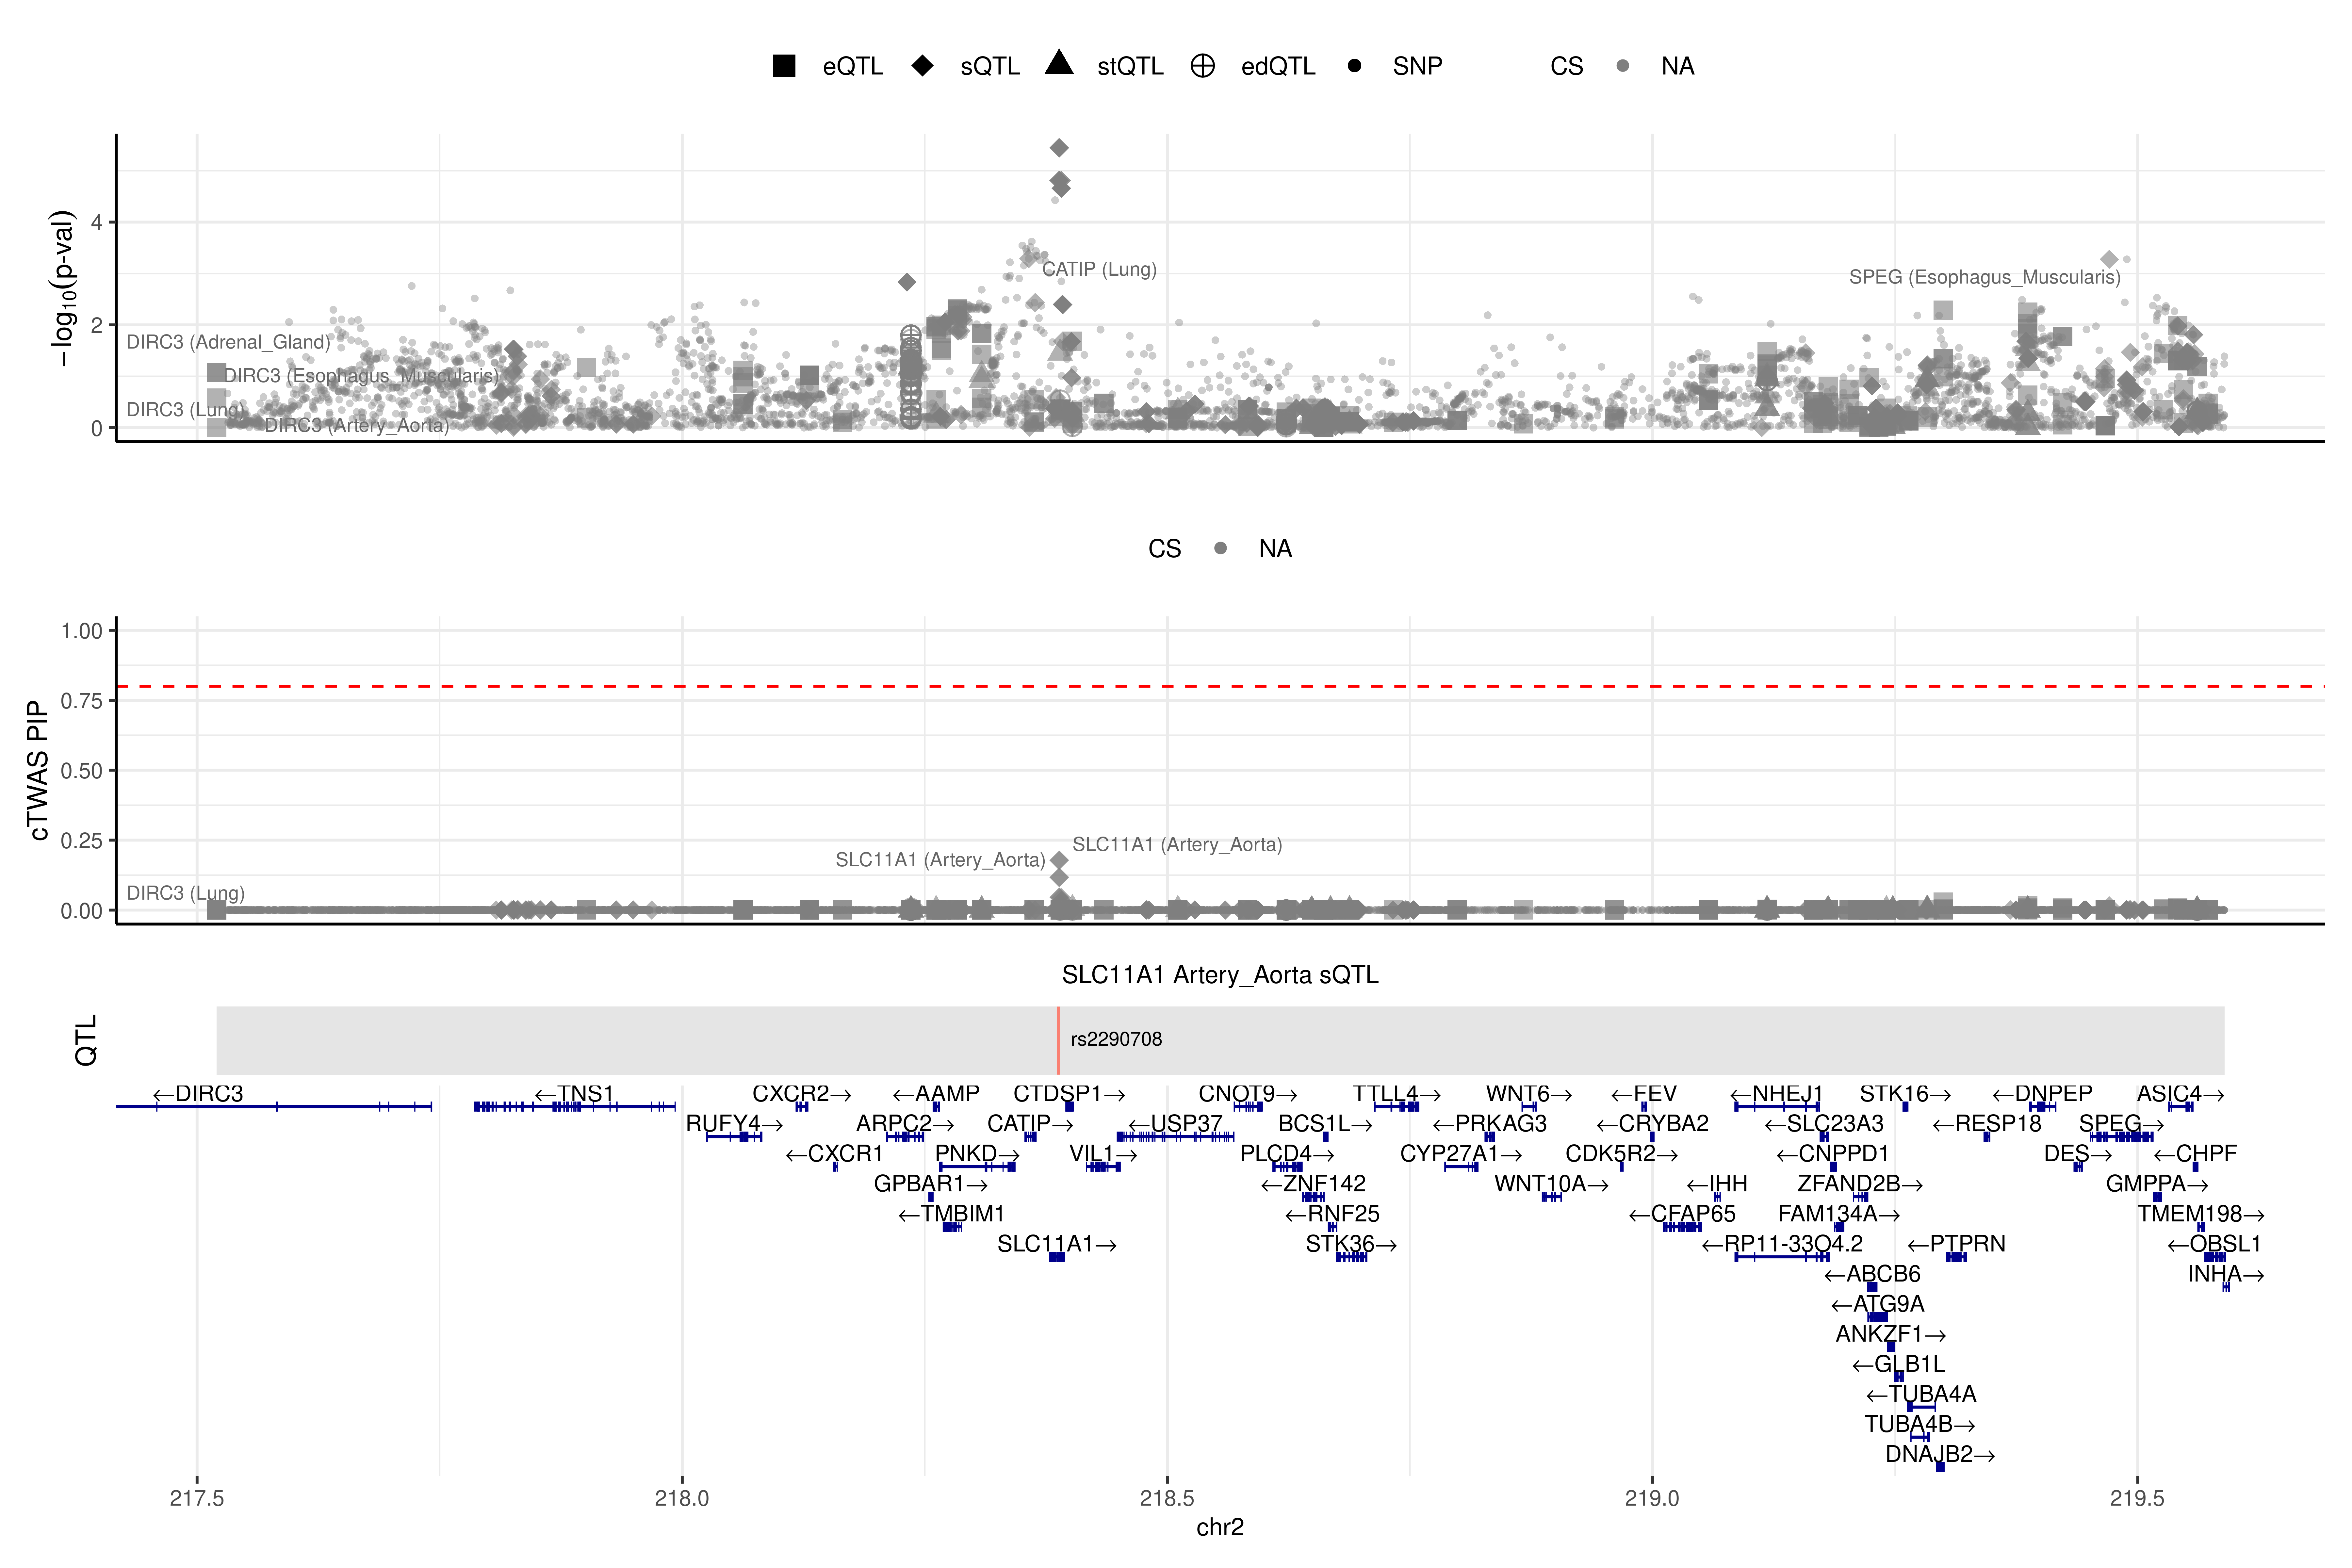 eQTL sQTL stQTL edQTL SNP CS NA
−log10(p-val)
4
2
0
CATIP (Lung)
SPEG (Esophagus_Muscularis)
DIRC3 (Adrenal_Gland)
DIRC3 (Esophagus_Muscularis)
DIRC3 (Lung)
DIRC3 (Artery_Aorta)
CS NA
cTWAS PIP
1.00
0.75
0.50
0.25
0.00
SLC11A1 (Artery_Aorta)
SLC11A1 (Artery_Aorta)
DIRC3 (Lung)
SLC11A1 Artery_Aorta sQTL
QTL
rs2290708
←DIRC3 ←TNS1 CXCR2→ ←AAMP CTDSP1→ CNOT9→ TTLL4→ WNT6→ ←FEV ←NHEJ1 STK16→ ←DNPEP ASIC4→
RUFY4→ ARPC2→ CATIP→ ←USP37 BCS1L→ ←PRKAG3 ←CRYBA2 ←SLC23A3 ←RESP18 SPEG→
←CXCR1 PNKD→ VIL1→ PLCD4→ CYP27A1→ CDK5R2→ ←CNPPD1 DES→ ←CHPF
GPBAR1→ ←ZNF142 WNT10A→ ←IHH ZFAND2B→ GMPPA→
←TMBIM1 ←RNF25 ←CFAP65 FAM134A→ TMEM198→
SLC11A1→ STK36→ ←RP11-33O4.2 ←PTPRN ←OBSL1
←ABCB6 INHA→
←ATG9A
ANKZF1→
←GLB1L
←TUBA4A
TUBA4B→
DNAJB2→
217.5 218.0 218.5 219.0 219.5
chr2